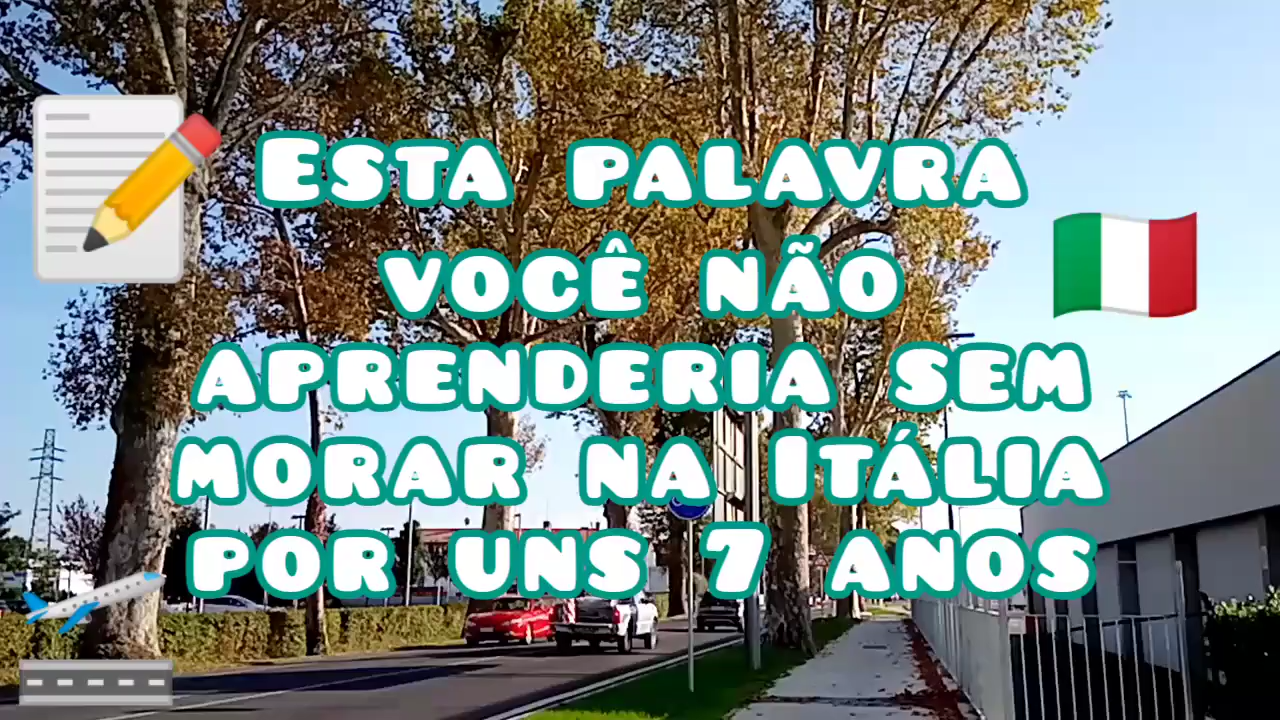 Esta palavra
você não
aprenderia sem
morar na Itália
por uns 7 anos